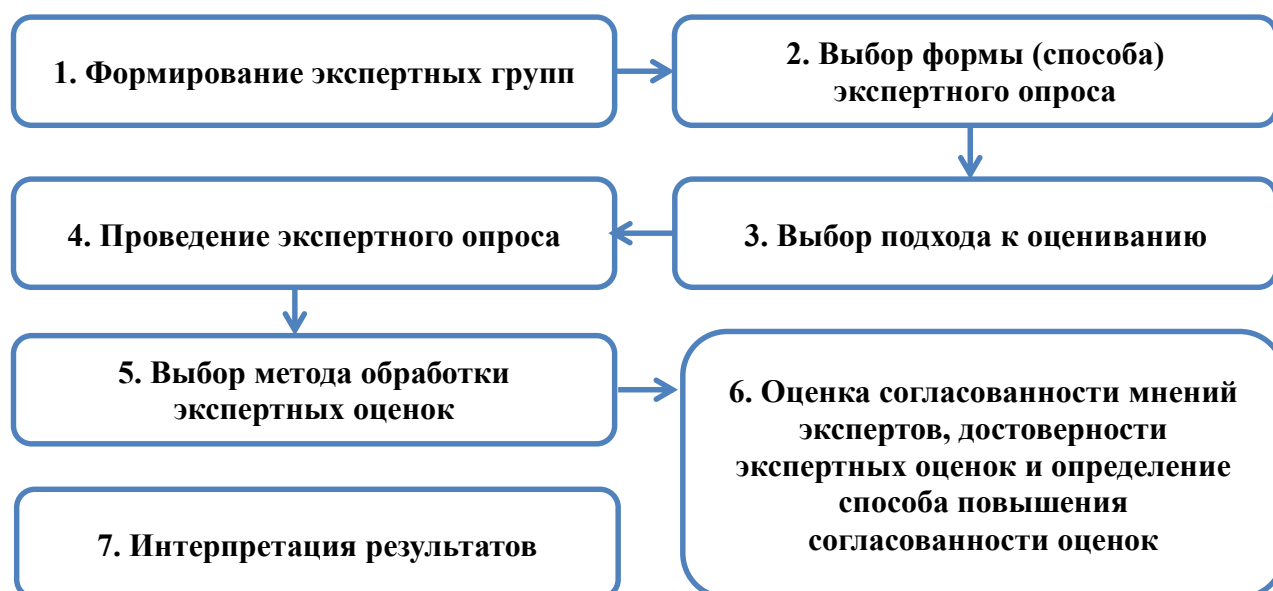 1. Формирование экспертных групп
2. Выбор формы (способа)
экспертного опроса
3. Выбор подхода к оцениванию
4. Проведение экспертного опроса
5. Выбор метода обработки
экспертных оценок
6. Оценка согласованности мнений
экспертов, достоверности
экспертных оценок и определение
способа повышения
согласованности оценок
7. Интерпретация результатов